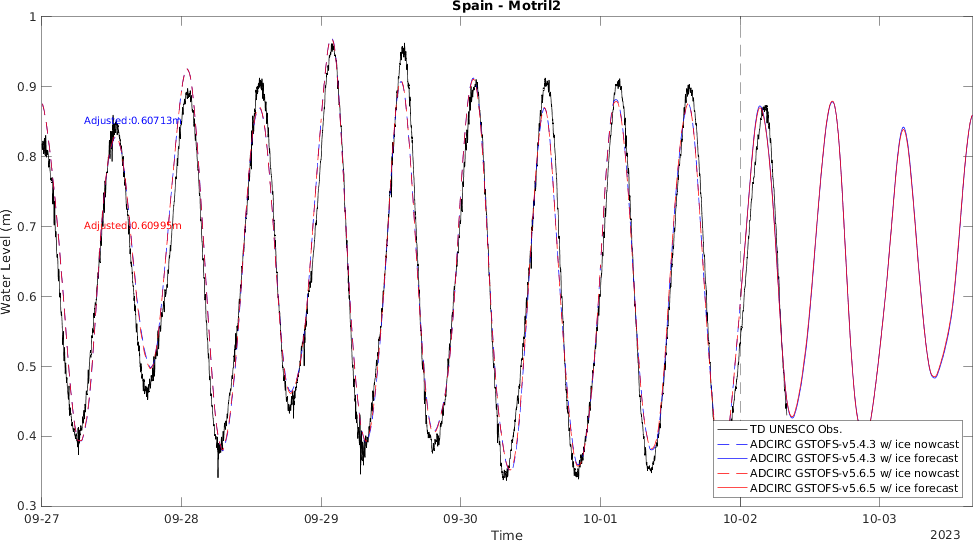 Spain - Motril2
1
0.9
0.8
0.7
0.6
0.5
0.4
0.3
Water Level (m)
Adjusted:0.60713m
Adjusted:0.60995m
TD UNESCO Obs.
ADCIRC GSTOFS-v5.4.3 w/ ice nowcast
ADCIRC GSTOFS-v5.4.3 w/ ice forecast
ADCIRC GSTOFS-v5.6.5 w/ ice nowcast
ADCIRC GSTOFS-v5.6.5 w/ ice forecast
09-27 09-28 09-29 09-30 10-01 10-02 10-03
Time
2023